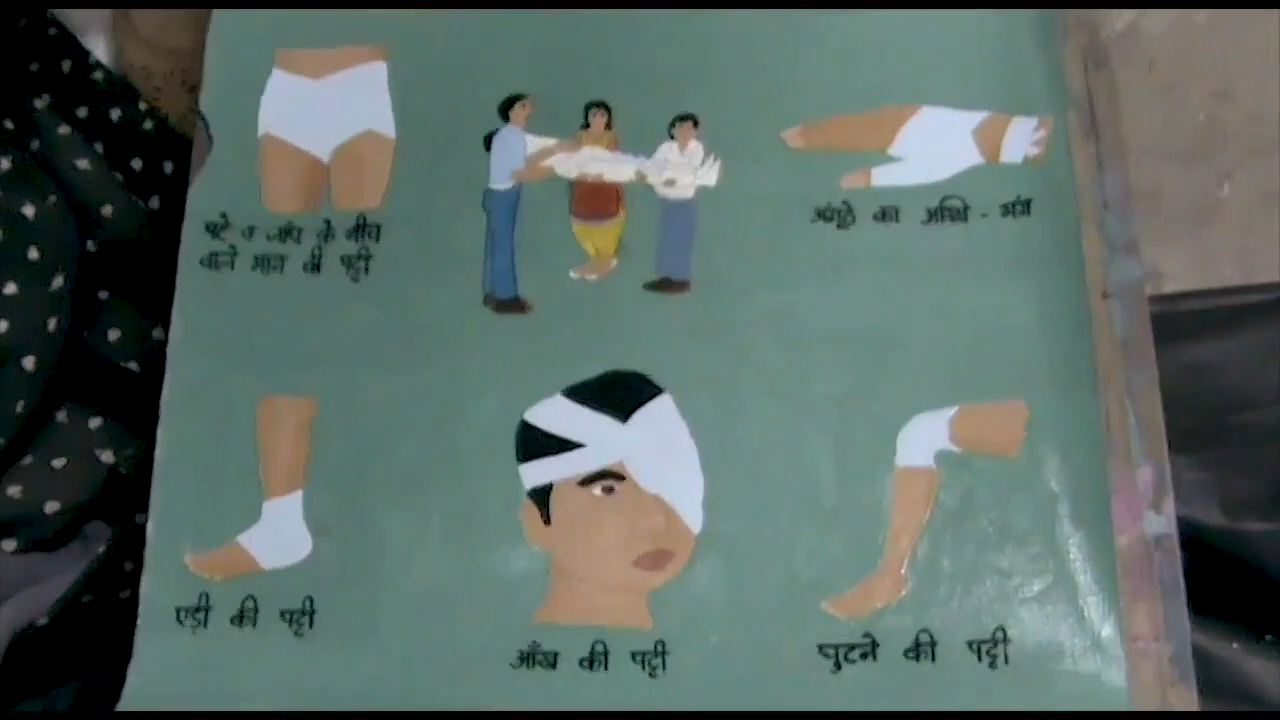 पेट व जाँघ के बीच
वाले भाग की पट्टी
अंगूठे का अस्थि - भंग
एड़ी की पट्टी
आँख की पट्टी
घुटने की पट्टी